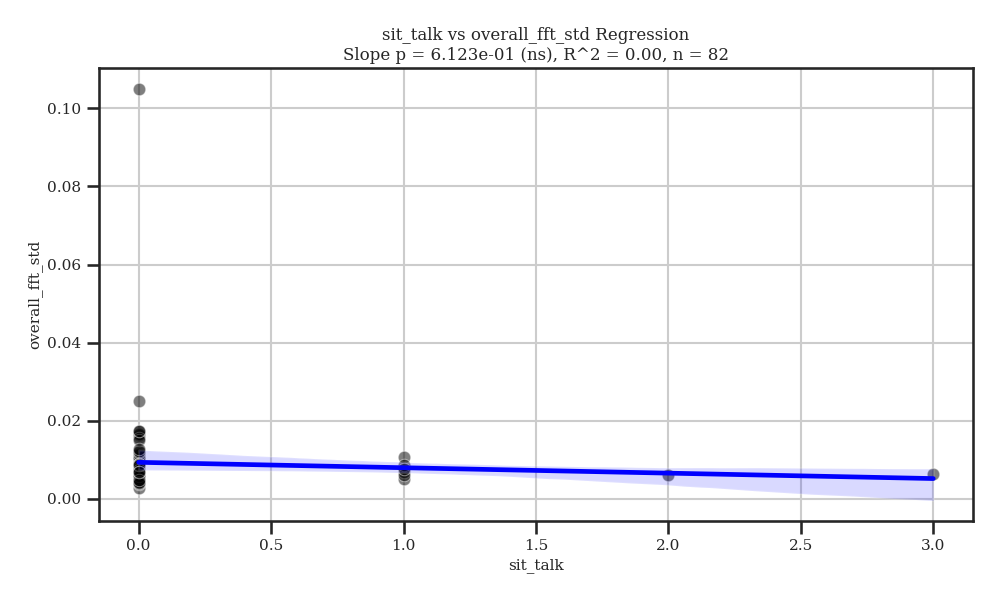 sit_talk vs overall_fft_std Regression
Slope p = 6.123e-01 (ns), R^2 = 0.00, n = 82
overall_fft_std
0.10
0.08
0.06
0.04
0.02
0.00
0.0 0.5 1.0 1.5 2.0 2.5 3.0
sit_talk